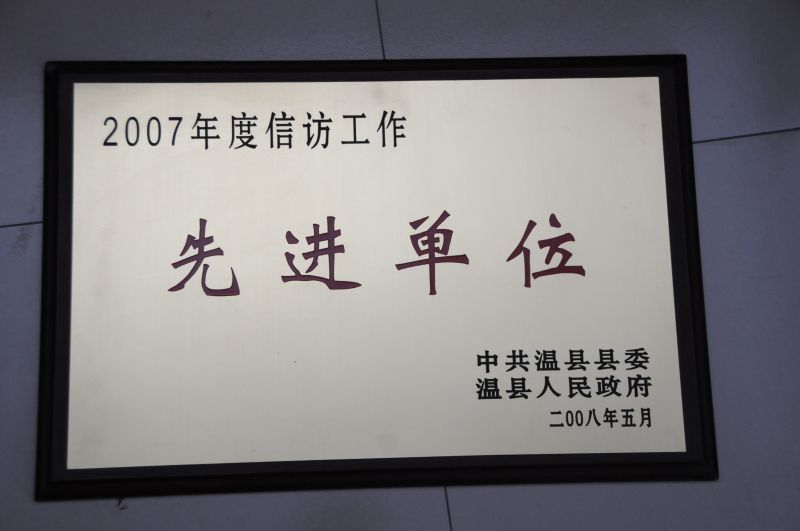 2007年度信访工作
先进单位
中共温县县委
温县人民政府
二00八年五月